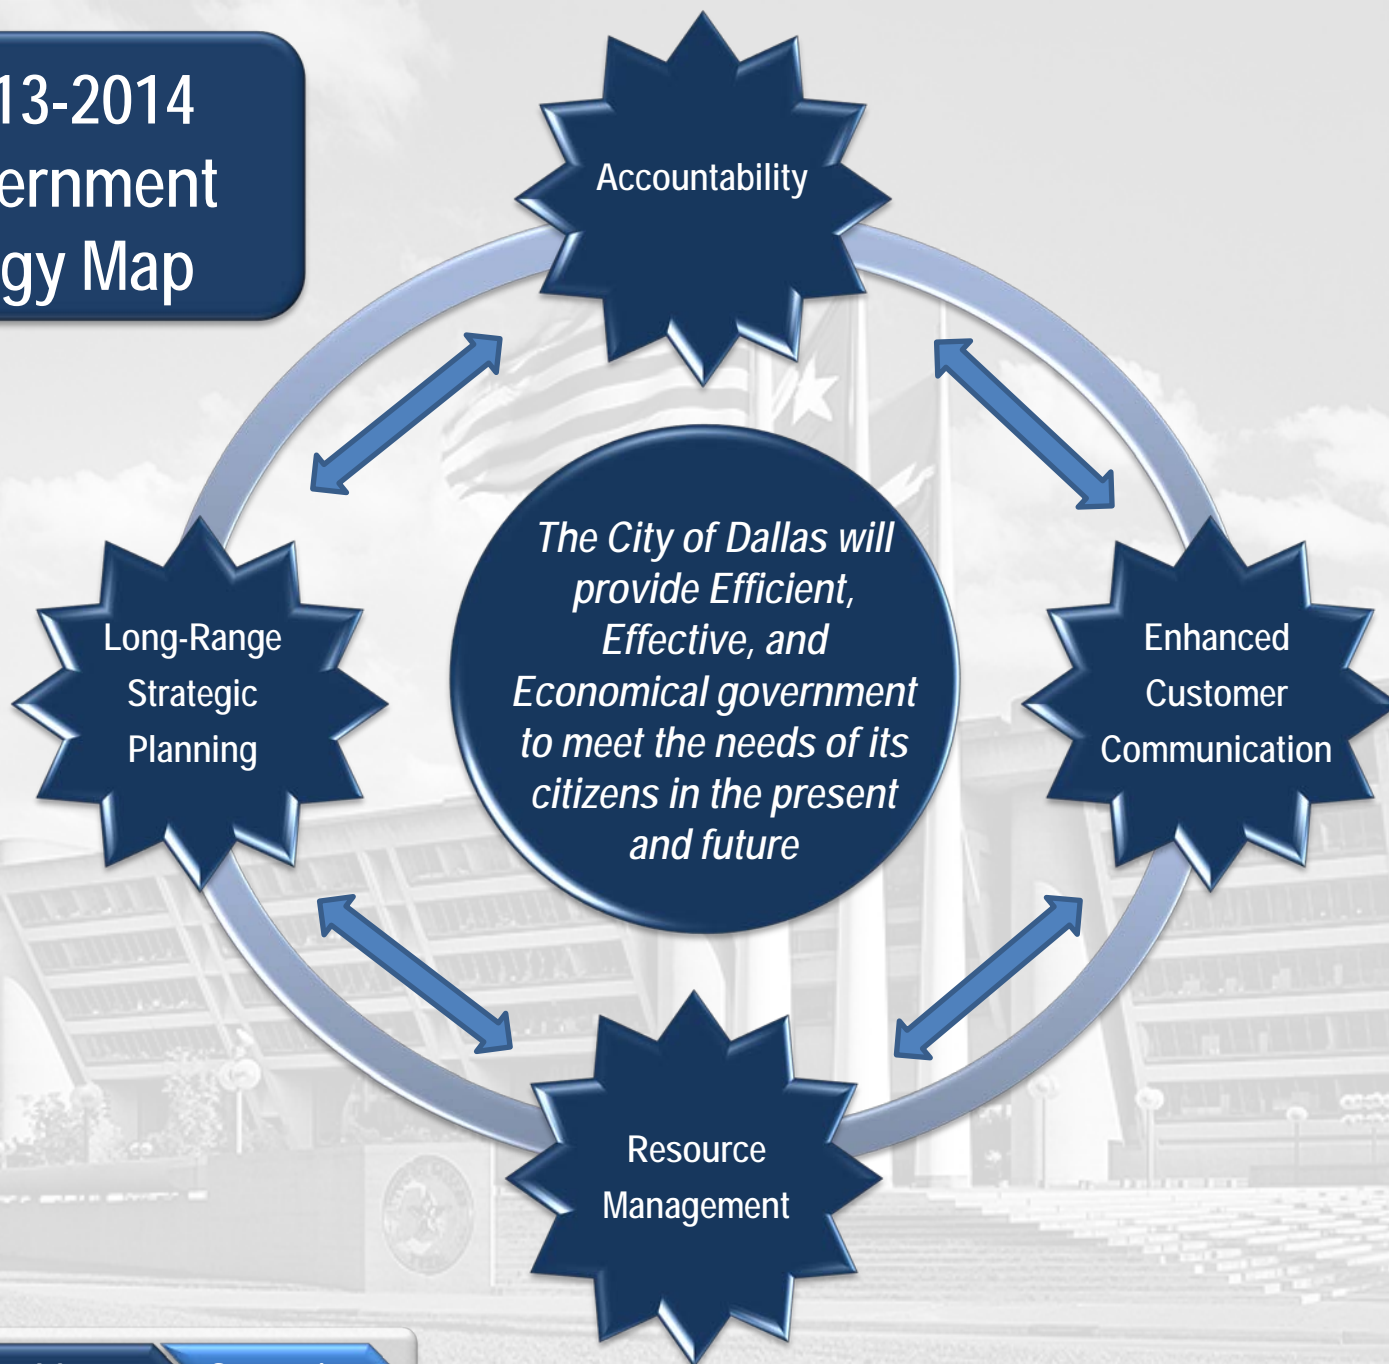 13-2014
ernment
gy Map
Accountability
The City of Dallas will
provide Efficient,
Effective, and
Economical government
to meet the needs of its
citizens in the present
and future
Long-Range
Strategic
Planning
Enhanced
Customer
Communication
Resource
Management